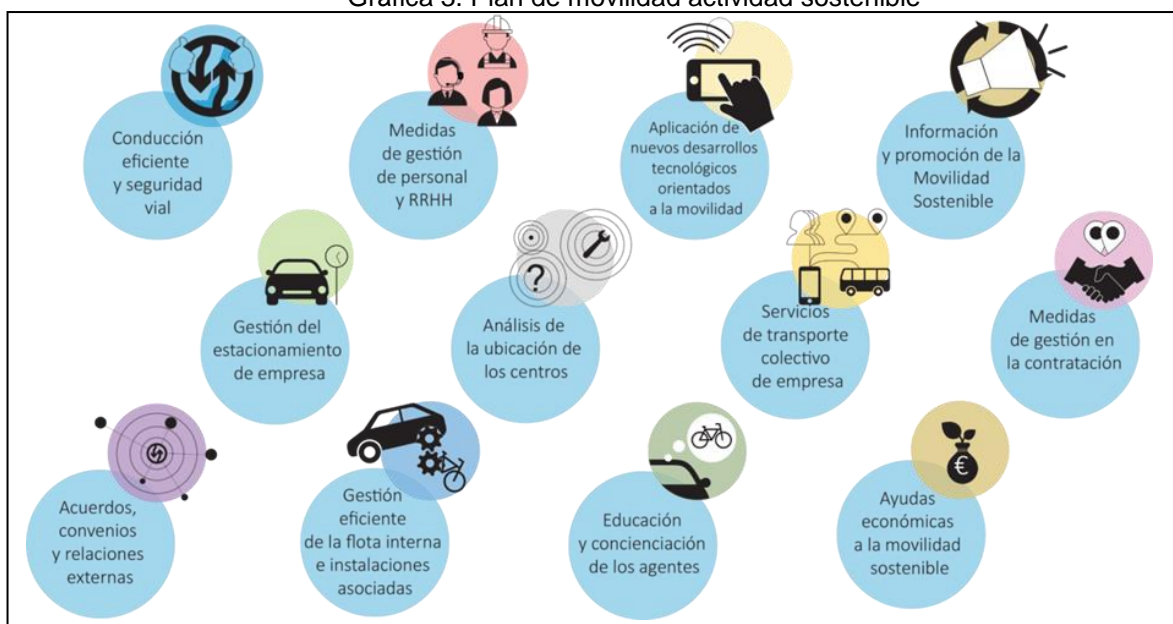 Gráfica 3. Plan de movilidad actividad sostenible
Conducción
eficiente
y seguridad
vial
Medidas
de gestión
de personal
y RRHH
Aplicación de
nuevos desarrollos
tecnológicos
orientados
a la movilidad
Información
y promoción de la
Movilidad
Sostenible
Gestión del
estacionamiento
de empresa
?
Análisis de
la ubicación de
los centros
Servicios
de transporte
colectivo
de empresa
Medidas
de gestión en
la contratación
Acuerdos,
convenios
y relaciones
externas
Gestión
eficiente
de la flota interna
e instalaciones
asociadas
Educación
y concienciación
de los agentes
€
Ayudas
económicas
a la movilidad
sostenible